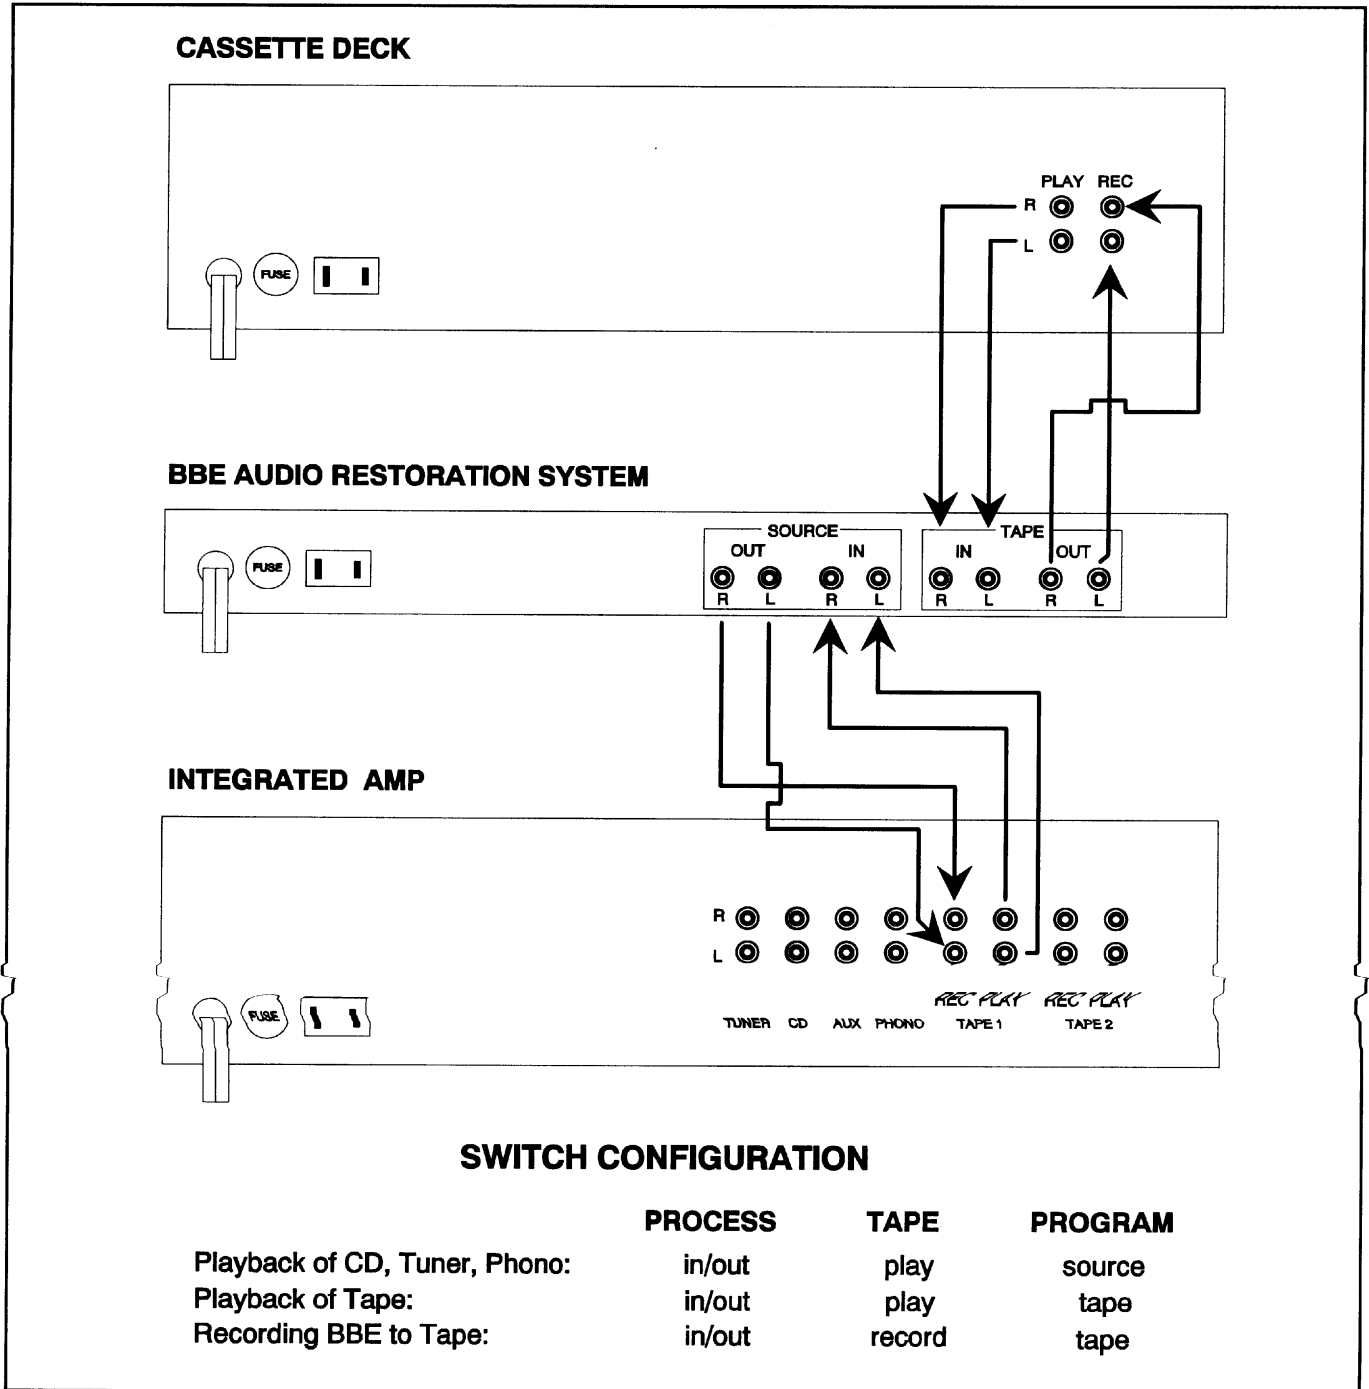 CASSETTE DECK
PLAY REC
R
L
FUSE
BBE AUDIO RESTORATION SYSTEM
SOURCE TAPE
OUT IN IN OUT
FUSE
R L R L R L R L
INTEGRATED AMP
R
L
REC PLAY REC PLAY
FUSE
TUNER CD AUX PHONO TAPE 1 TAPE 2
SWITCH CONFIGURATION
PROCESS TAPE PROGRAM
Playback of CD, Tuner, Phono: in/out play source
Playback of Tape: in/out play tape
Recording BBE to Tape: in/out record tape